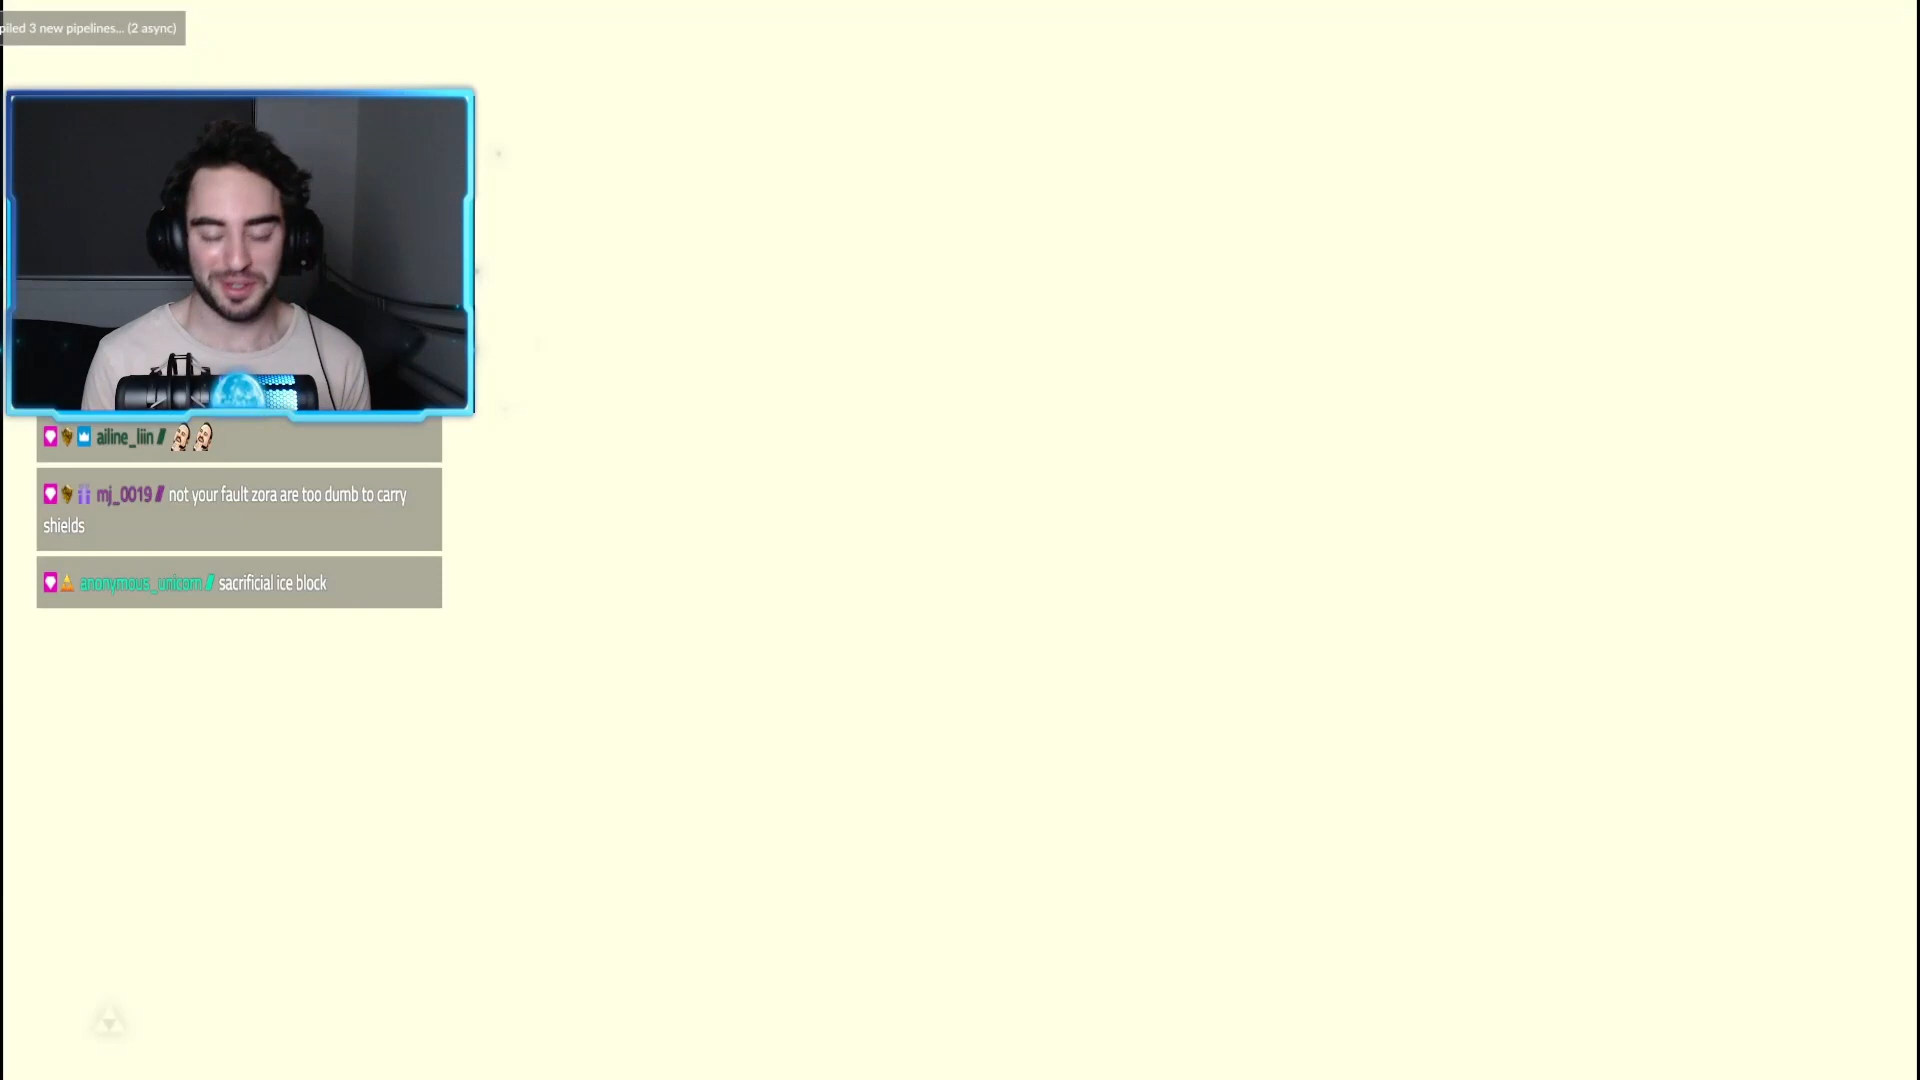 piled 3 new pipelines... (2 async)
ailine_liin
mj_0019 not your fault zora are too dumb to carry
shields
anonymous_unicorn sacrificial ice block